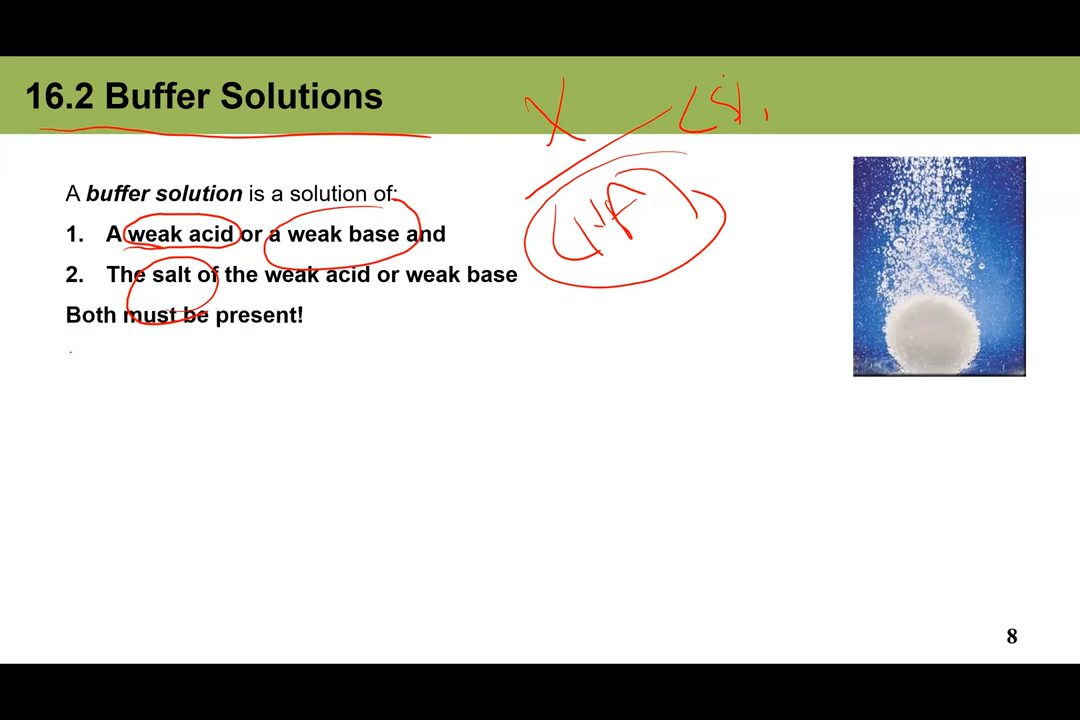 16.2 Buffer Solutions
A buffer solution is a solution of:
1. A weak acid or a weak base and
2. The salt of the weak acid or weak base
Both must be present!
8